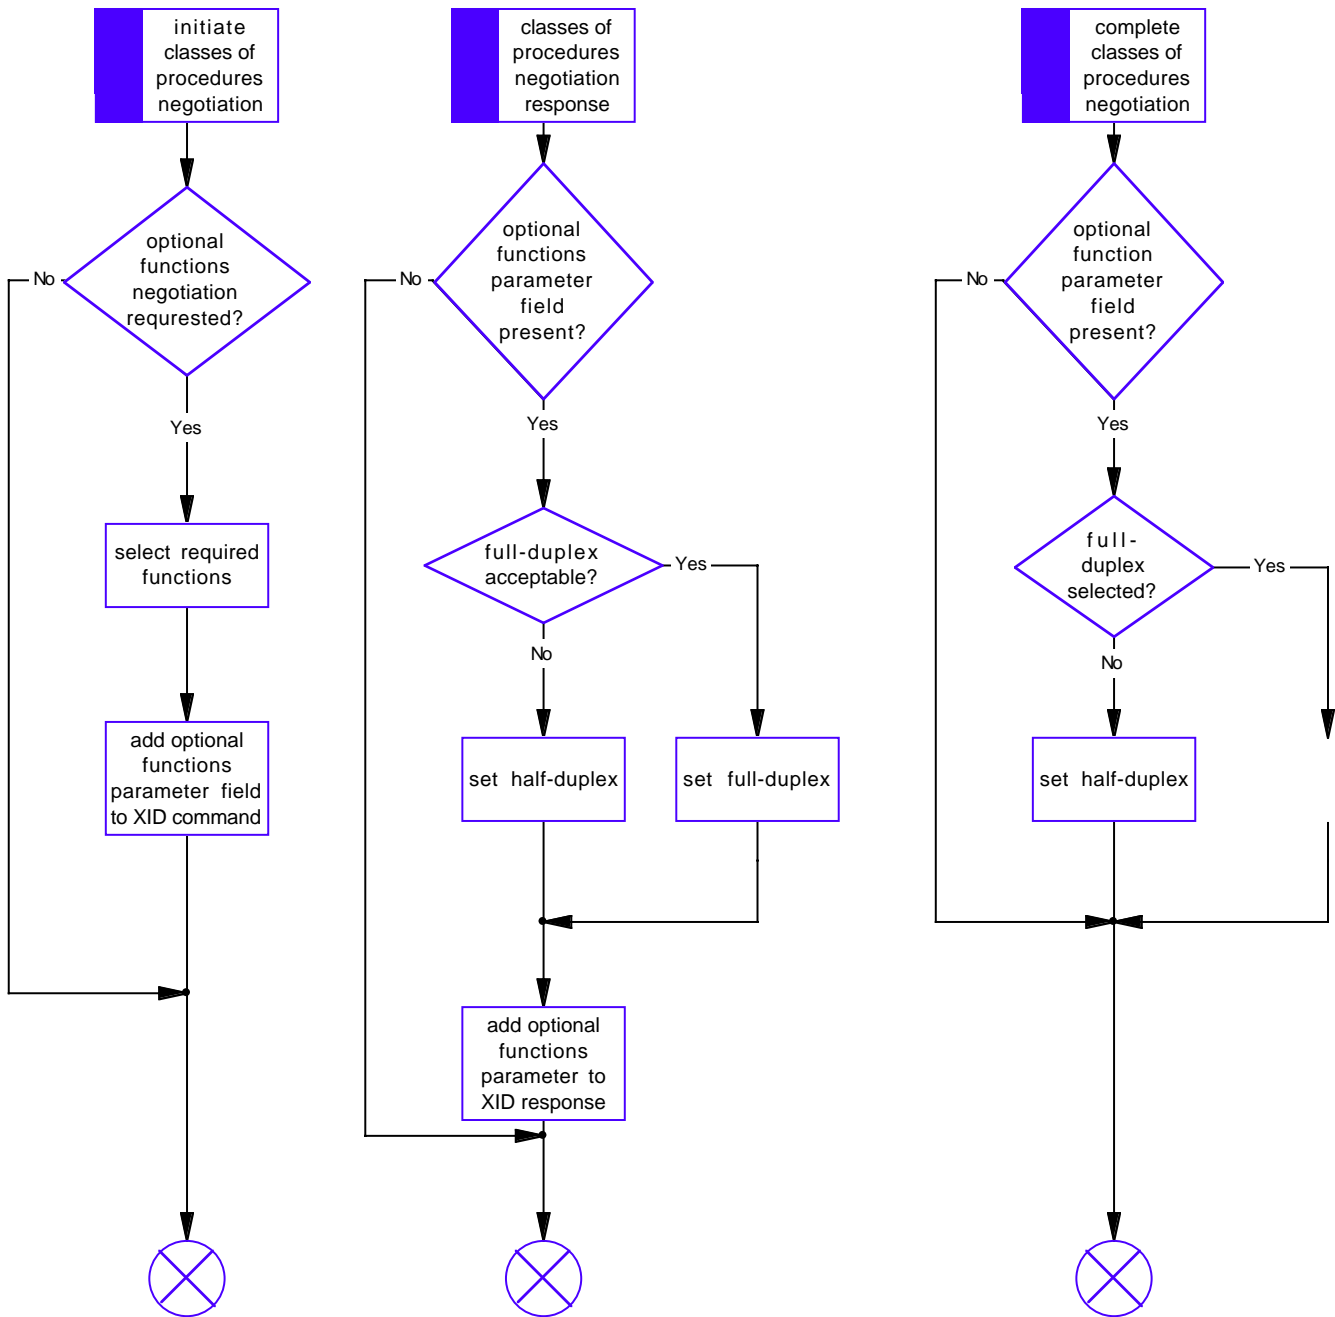 initiate
classes of
procedures
negotiation
optional
functions
negotiation
requrested?
No
Yes
select required
functions
add optional
functions
parameter field
to XID command
classes of
procedures
negotiation
response
optional
functions
parameter
field
present?
No
Yes
full-duplex
acceptable?
Yes
No
set half-duplex
set full-duplex
add optional
functions
parameter to
XID response
complete
classes of
procedures
negotiation
optional
function
parameter
field
present?
No
Yes
full-
duplex
selected?
Yes
No
set half-duplex